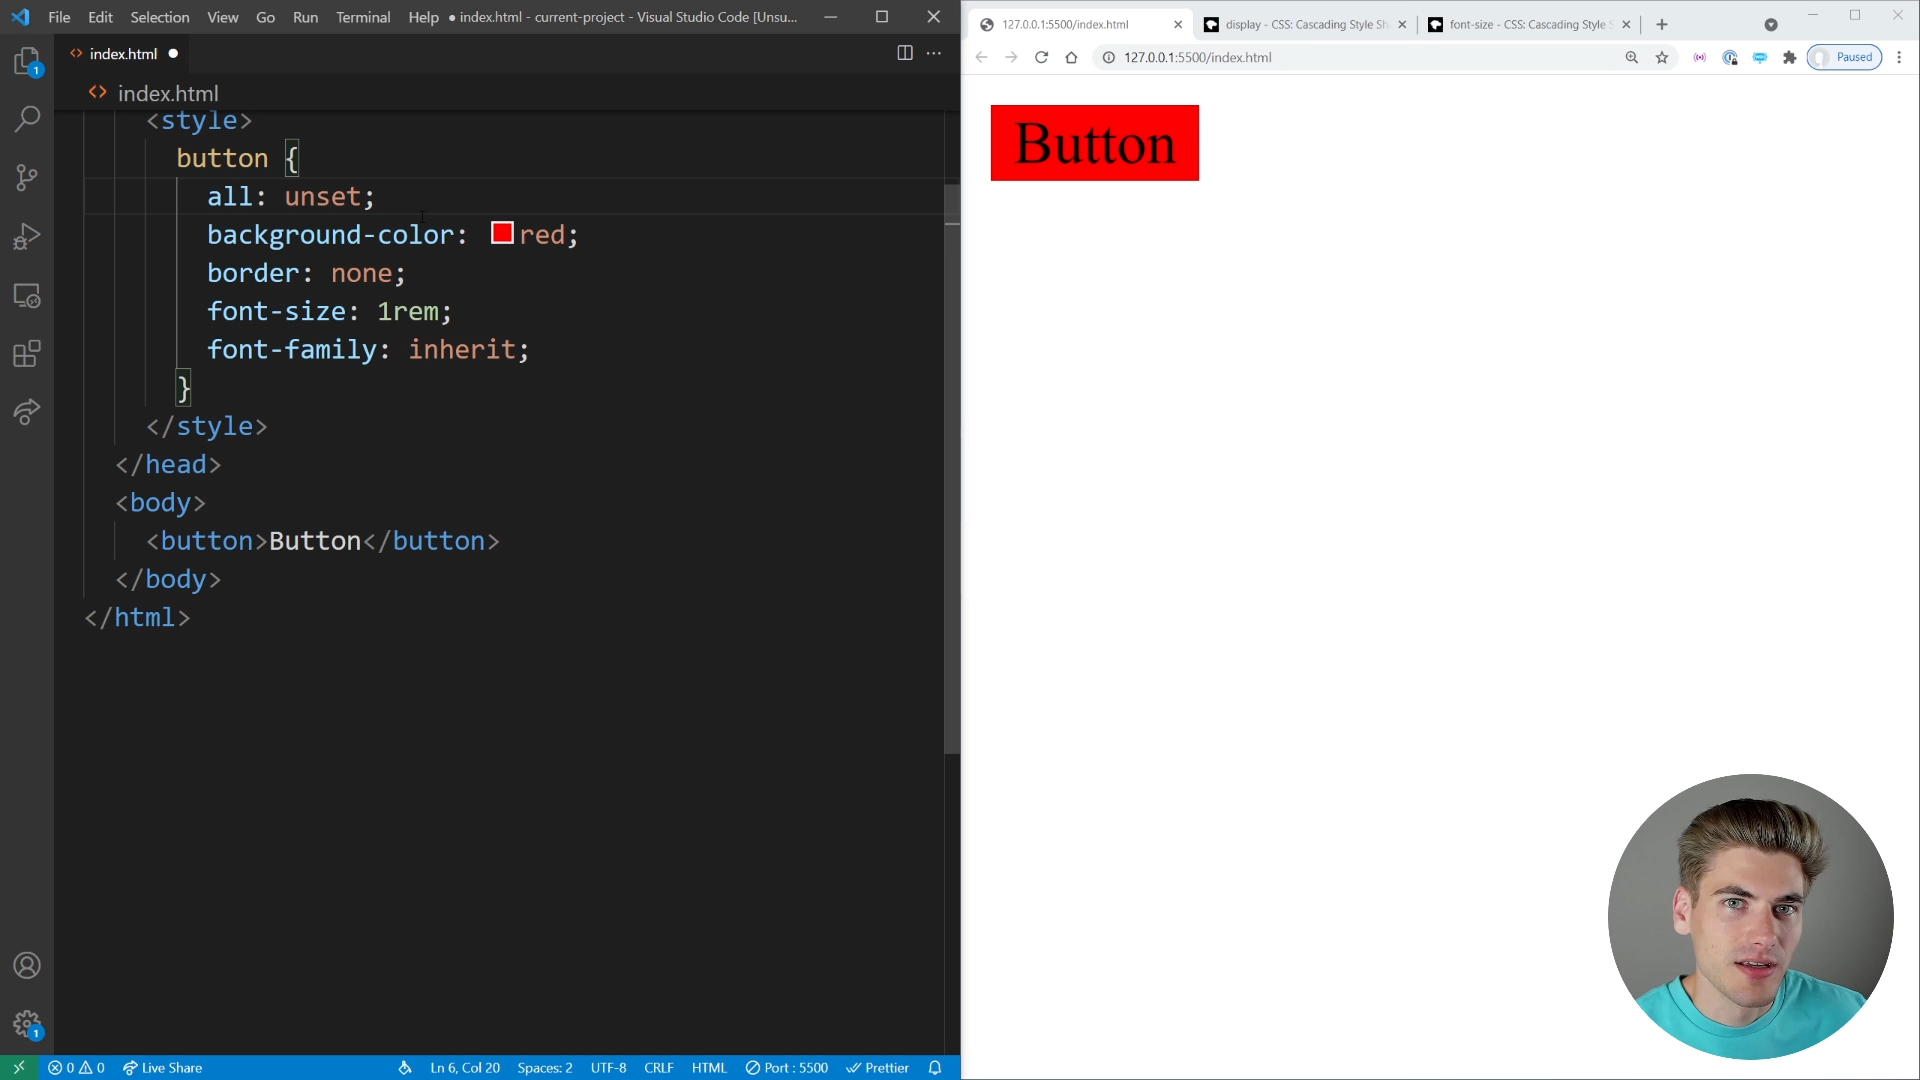 File Edit Selection View Go Run Terminal Help ● index.html - current-project - Visual Studio Code [Unsu...
index.html ●
index.html
<style>
button {
all: unset;
background-color: red;
border: none;
font-size: 1rem;
font-family: inherit;
}
</style>
</head>
<body>
<button>Button</button>
</body>
</html>
1
1
0 0 Live Share Ln 6, Col 20 Spaces: 2 UTF-8 CRLF HTML Port : 5500 Prettier
127.0.0.1:5500/index.html display - CSS: Cascading Style Sh font-size - CSS: Cascading Style S
127.0.0.1:5500/index.html Paused
Button